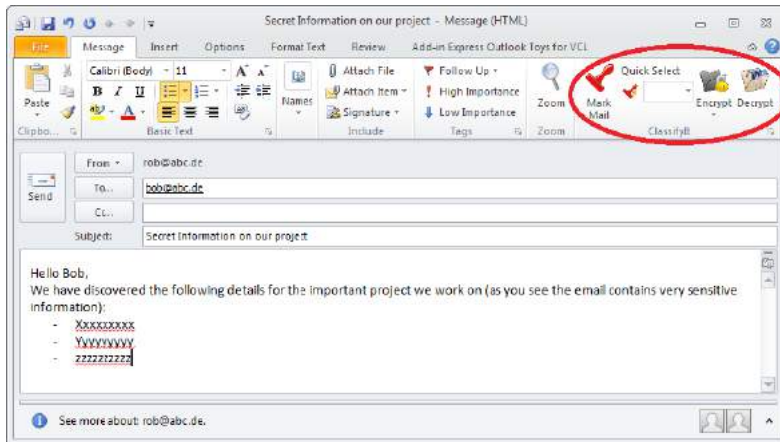 Secret Information on our project - Message (HTML)
File Message Insert Options Format Text Review Add-in Express Outlook Toys for VCL
Paste
Calibri (Body) 11
B I U
Names
Attach File
Attach Item
Signature
Follow Up
High Importance
Low Importance
Zoom
Mark Mail
Quick Select
Encrypt Decrypt
Clipbo... Basic Text Include Tags Zoom ClassifyIt
Send
From rob@abc.de
To... bob@abc.de
Cc...
Subject: Secret Information on our project
Hello Bob,
We have discovered the following details for the important project we work on (as you see the email contains very sensitive
information):
- Xxxxxxxxx
- Yyyyyyyyy
- zzzzzzzzzz
See more about: rob@abc.de.